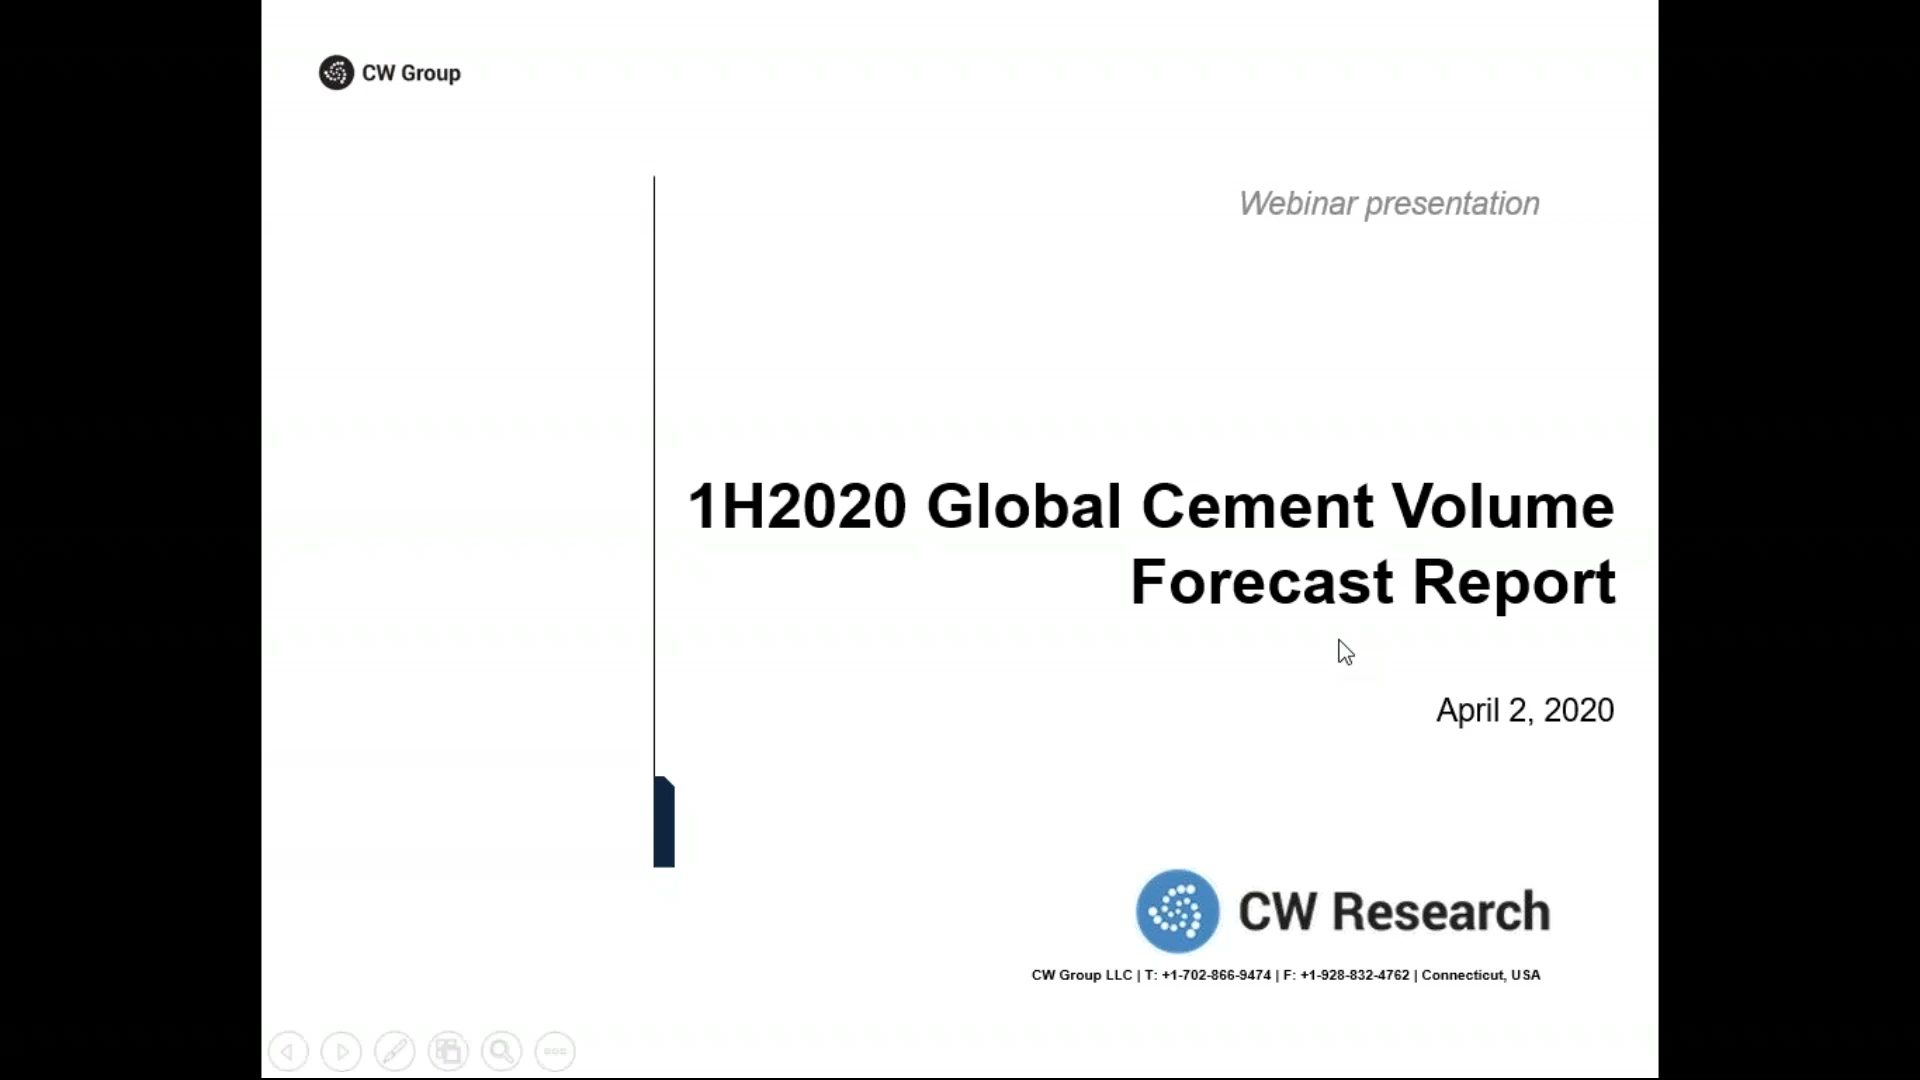 CW Group
Webinar presentation
1H2020 Global Cement Volume
Forecast Report
April 2, 2020
CW Research
CW Group LLC | T: +1-702-866-9474 | F: +1-928-832-4762 | Connecticut, USA